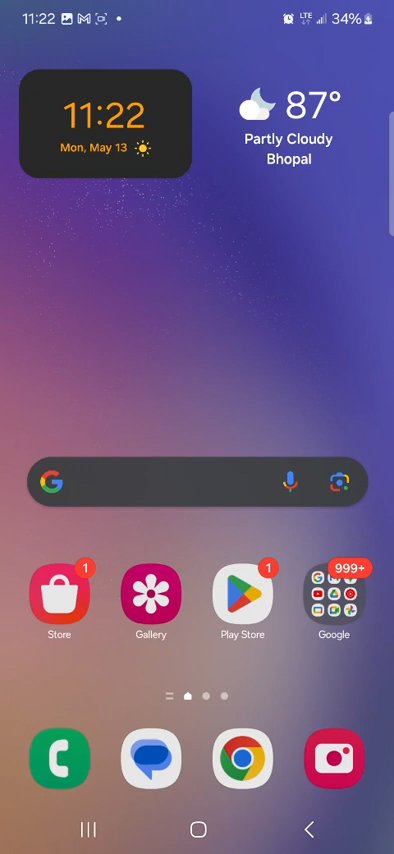 11:22
LTE
34%
11:22
Mon, May 13
87°
Partly Cloudy
Bhopal
1
1
999+
Store
Gallery
Play Store
Google